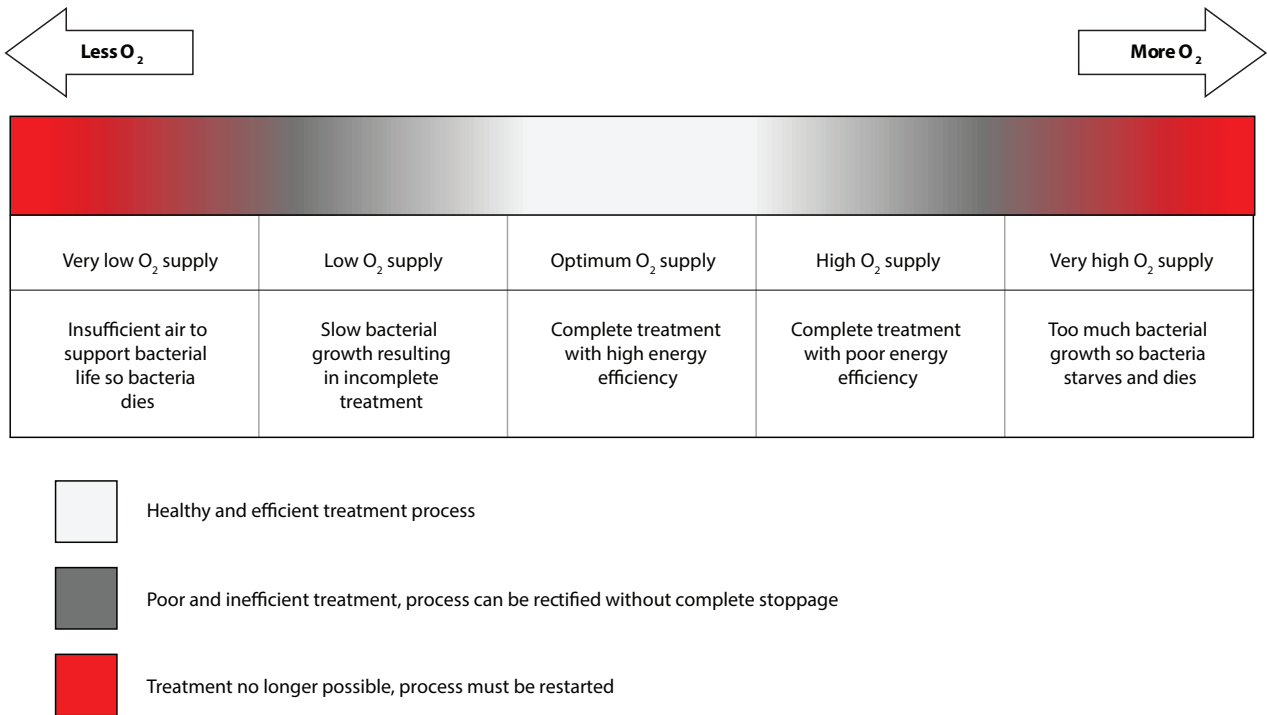 Less O₂
More O₂
Very low O₂ supply
Low O₂ supply
Optimum O₂ supply
High O₂ supply
Very high O₂ supply
Insufficient air to
support bacterial
life so bacteria
dies
Slow bacterial
growth resulting
in incomplete
treatment
Complete treatment
with high energy
efficiency
Complete treatment
with poor energy
efficiency
Too much bacterial
growth so bacteria
starves and dies
Healthy and efficient treatment process
Poor and inefficient treatment, process can be rectified without complete stoppage
Treatment no longer possible, process must be restarted